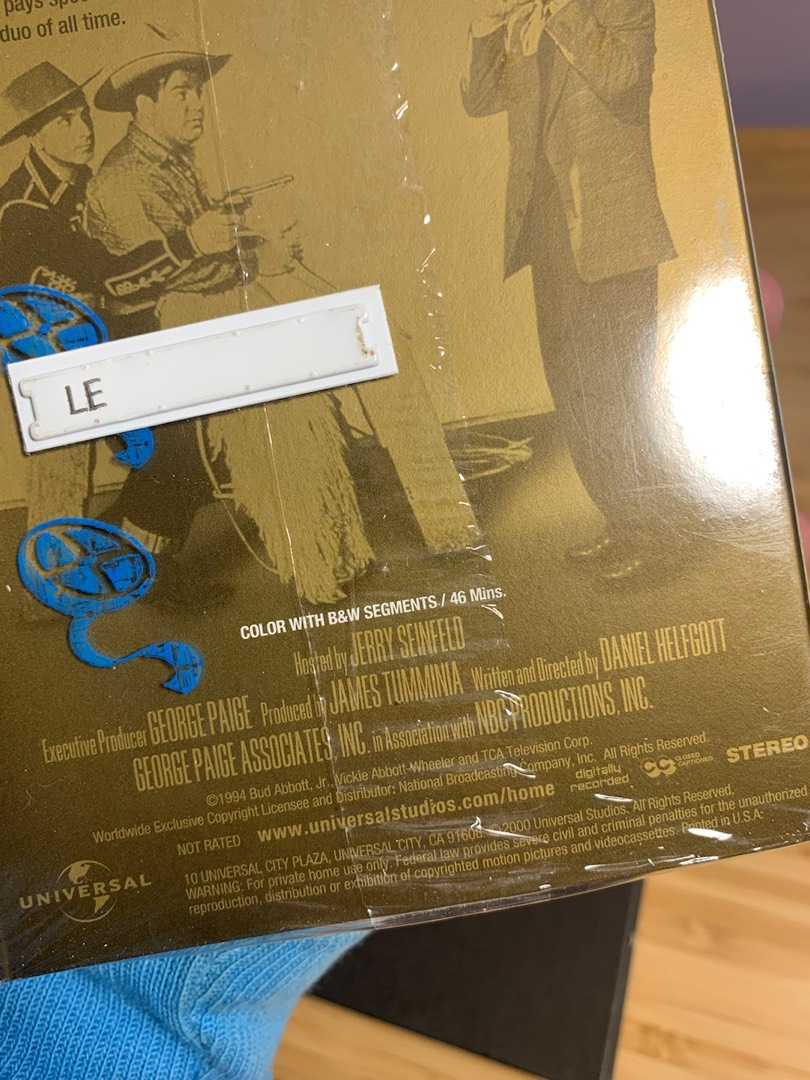 pays
duo of all time.
LE
COLOR WITH B&W SEGMENTS / 46 Mins.
Hosted by JERRY SEINFELD
Executive Producer GEORGE PAIGE Produced by JAMES TUMMINIA Written and Directed by DANIEL HELFGOTT
GEORGE PAIGE ASSOCIATES, INC. in Association with NBC PRODUCTIONS, INC.
©1994 Bud Abbott, Jr., Vickie Abbott-Wheeler and TCA Television Corp.
Worldwide Exclusive Copyright Licensee and Distributor: National Broadcasting Company, Inc. All Rights Reserved.
NOT RATED www.universalstudios.com/home digitally recorded CC CLOSED CAPTIONED STEREO
10 UNIVERSAL CITY PLAZA, UNIVERSAL CITY, CA 91608 ©2000 Universal Studios. All Rights Reserved.
WARNING: For private home use only. Federal law provides severe civil and criminal penalties for the unauthorized
reproduction, distribution or exhibition of copyrighted motion pictures and videocassettes. Printed in U.S.A.
UNIVERSAL